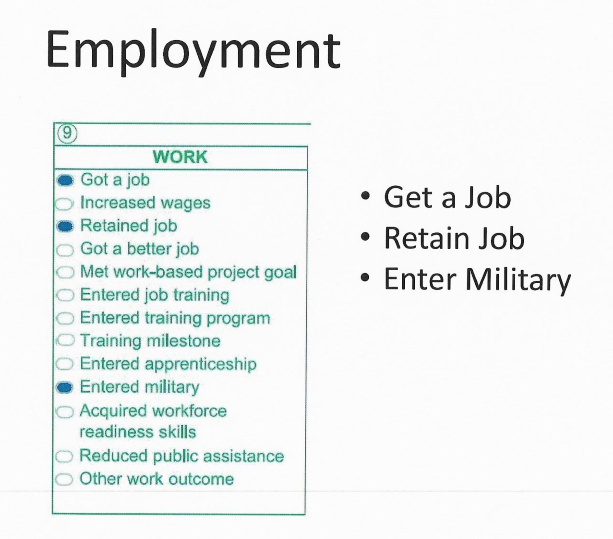 Employment
9
WORK
Got a job
Increased wages
Retained job
Got a better job
Met work-based project goal
Entered job training
Entered training program
Training milestone
Entered apprenticeship
Entered military
Acquired workforce
readiness skills
Reduced public assistance
Other work outcome
• Get a Job
• Retain Job
• Enter Military